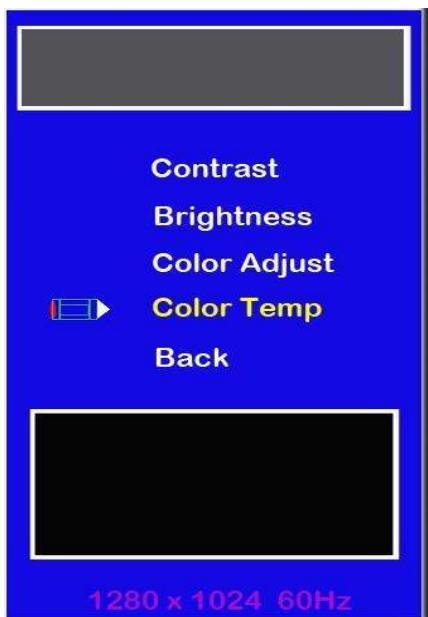 Contrast
Brightness
Color Adjust
Color Temp
Back
1280 x 1024 60Hz